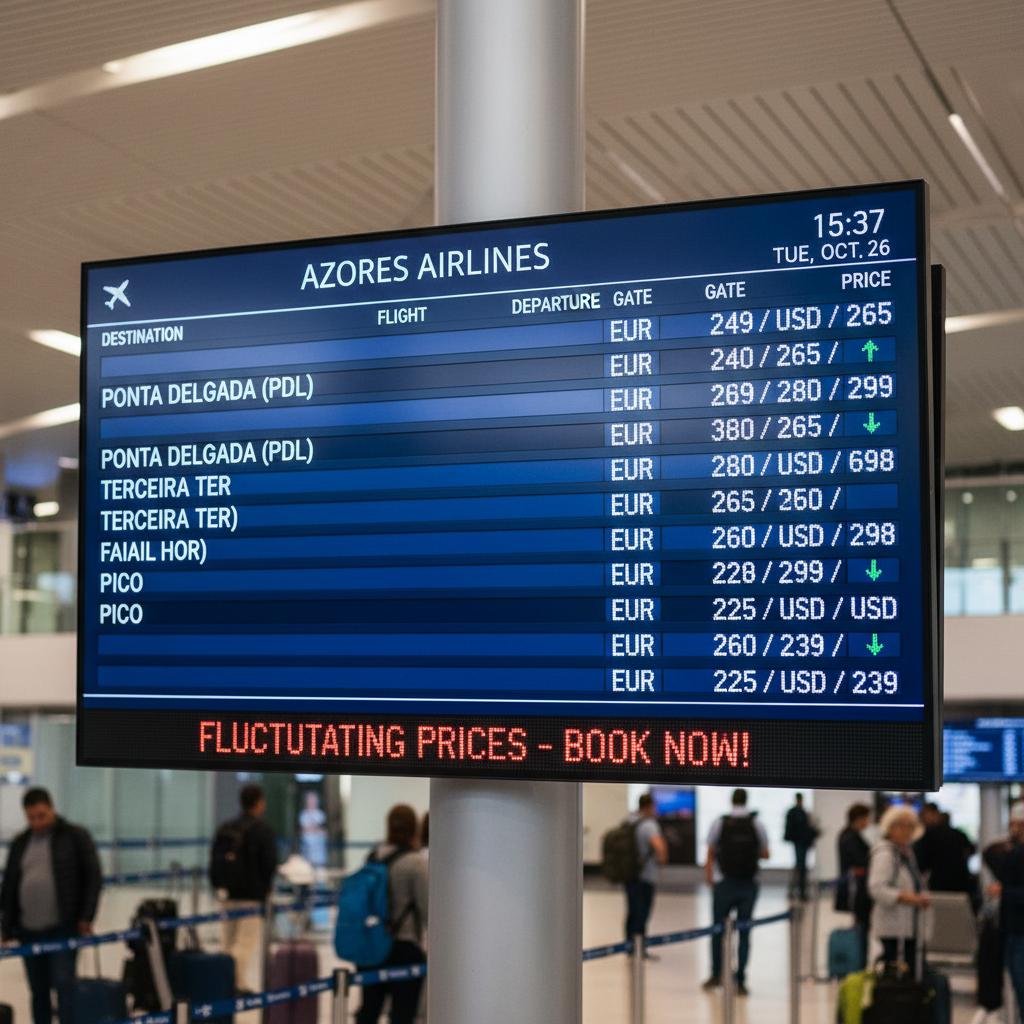 AZORES AIRLINES
15:37
TUE, OCT. 26
DESTINATION FLIGHT DEPARTURE GATE GATE PRICE
EUR 249 / USD / 265
EUR 240 / 265 / ↑
PONTA DELGADA (PDL) EUR 269 / 280 / 299
EUR 380 / 265 / ↓
PONTA DELGADA (PDL) EUR 280 / USD / 698
TERCEIRA TER EUR 265 / 260 /
TERCEIRA TER) EUR 260 / USD / 298
FAIAIL HOR) EUR 228 / 299 / ↓
PICO EUR 225 / USD / USD
PICO EUR 260 / 239 / ↓
EUR 225 / USD / 239
FLUCTUTATING PRICES - BOOK NOW!